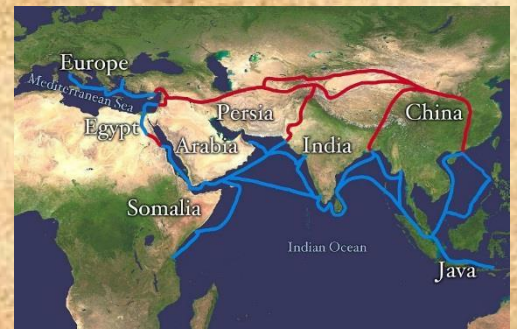 Europe
Mediterranean Sea
Persia
China
Egypt
Arabia
India
Somalia
Indian Ocean
Java